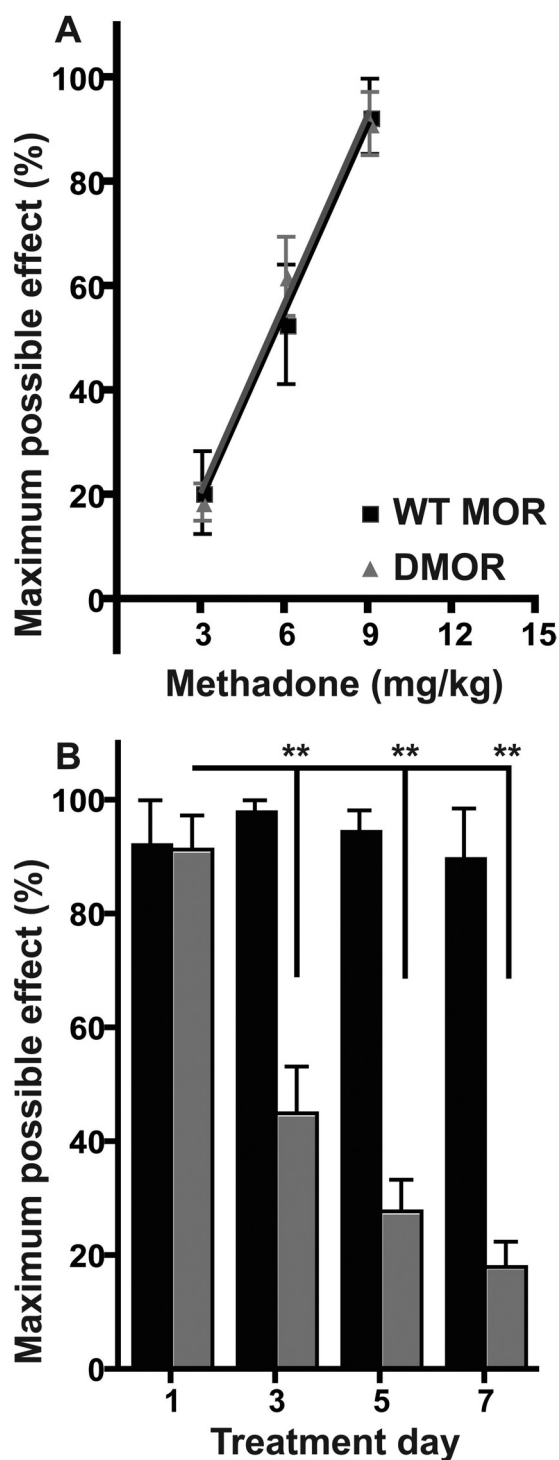 A
Maximum possible effect (%)
100
80
60
40
20
0
WT MOR
DMOR
3 6 9 12 15
Methadone (mg/kg)
B
** ** **
Maximum possible effect (%)
100
80
60
40
20
0
1 3 5 7
Treatment day